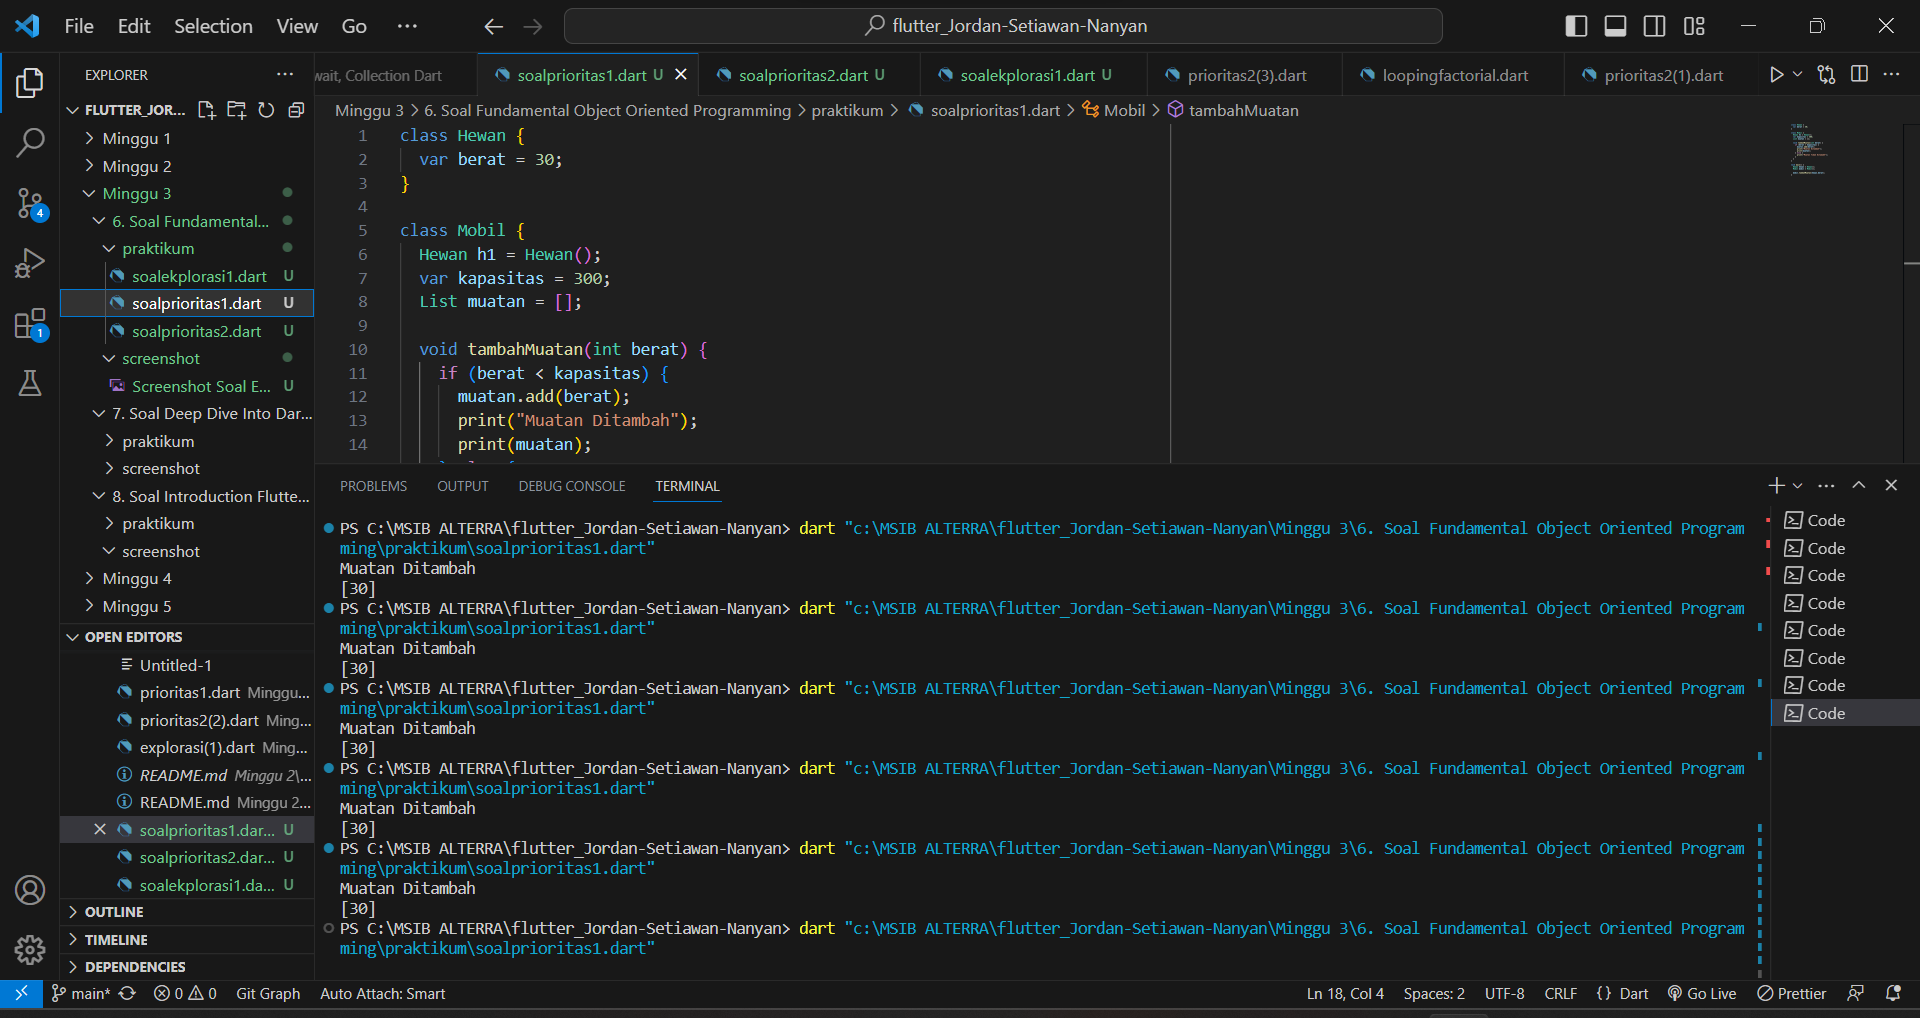 File Edit Selection View Go ···
flutter_Jordan-Setiawan-Nanyan
EXPLORER ···
wait, Collection Dart
soalprioritas1.dart U
soalprioritas2.dart U
soalekplorasi1.dart U
prioritas2(3).dart
loopingfactorial.dart
prioritas2(1).dart
Minggu 3 > 6. Soal Fundamental Object Oriented Programming > praktikum > soalprioritas1.dart > Mobil > tambahMuatan
FLUTTER_JOR...
Minggu 1
Minggu 2
Minggu 3
6. Soal Fundamental...
praktikum
soalekplorasi1.dart U
soalprioritas1.dart U
soalprioritas2.dart U
screenshot
Screenshot Soal E... U
7. Soal Deep Dive Into Dar...
praktikum
screenshot
8. Soal Introduction Flutte...
praktikum
screenshot
Minggu 4
Minggu 5
OPEN EDITORS
Untitled-1
prioritas1.dart Minggu...
prioritas2(2).dart Ming...
explorasi(1).dart Ming...
README.md Minggu 2\...
README.md Minggu 2...
soalprioritas1.dar... U
soalprioritas2.dar... U
soalekplorasi1.da... U
OUTLINE
TIMELINE
DEPENDENCIES
4
1
1 class Hewan {
2 var berat = 30;
3 }
4
5 class Mobil {
6 Hewan h1 = Hewan();
7 var kapasitas = 300;
8 List muatan = [];
9
10 void tambahMuatan(int berat) {
11 if (berat < kapasitas) {
12 muatan.add(berat);
13 print("Muatan Ditambah");
14 print(muatan);
PROBLEMS OUTPUT DEBUG CONSOLE TERMINAL
PS C:\MSIB ALTERRA\flutter_Jordan-Setiawan-Nanyan> dart "c:\MSIB ALTERRA\flutter_Jordan-Setiawan-Nanyan\Minggu 3\6. Soal Fundamental Object Oriented Program
ming\praktikum\soalprioritas1.dart"
Muatan Ditambah
[30]
PS C:\MSIB ALTERRA\flutter_Jordan-Setiawan-Nanyan> dart "c:\MSIB ALTERRA\flutter_Jordan-Setiawan-Nanyan\Minggu 3\6. Soal Fundamental Object Oriented Program
ming\praktikum\soalprioritas1.dart"
Muatan Ditambah
[30]
PS C:\MSIB ALTERRA\flutter_Jordan-Setiawan-Nanyan> dart "c:\MSIB ALTERRA\flutter_Jordan-Setiawan-Nanyan\Minggu 3\6. Soal Fundamental Object Oriented Program
ming\praktikum\soalprioritas1.dart"
Muatan Ditambah
[30]
PS C:\MSIB ALTERRA\flutter_Jordan-Setiawan-Nanyan> dart "c:\MSIB ALTERRA\flutter_Jordan-Setiawan-Nanyan\Minggu 3\6. Soal Fundamental Object Oriented Program
ming\praktikum\soalprioritas1.dart"
Muatan Ditambah
[30]
PS C:\MSIB ALTERRA\flutter_Jordan-Setiawan-Nanyan> dart "c:\MSIB ALTERRA\flutter_Jordan-Setiawan-Nanyan\Minggu 3\6. Soal Fundamental Object Oriented Program
ming\praktikum\soalprioritas1.dart"
Muatan Ditambah
[30]
PS C:\MSIB ALTERRA\flutter_Jordan-Setiawan-Nanyan> dart "c:\MSIB ALTERRA\flutter_Jordan-Setiawan-Nanyan\Minggu 3\6. Soal Fundamental Object Oriented Program
ming\praktikum\soalprioritas1.dart"
Code
Code
Code
Code
Code
Code
Code
Code
main* 0 0 Git Graph Auto Attach: Smart
Ln 18, Col 4 Spaces: 2 UTF-8 CRLF {} Dart Go Live Prettier